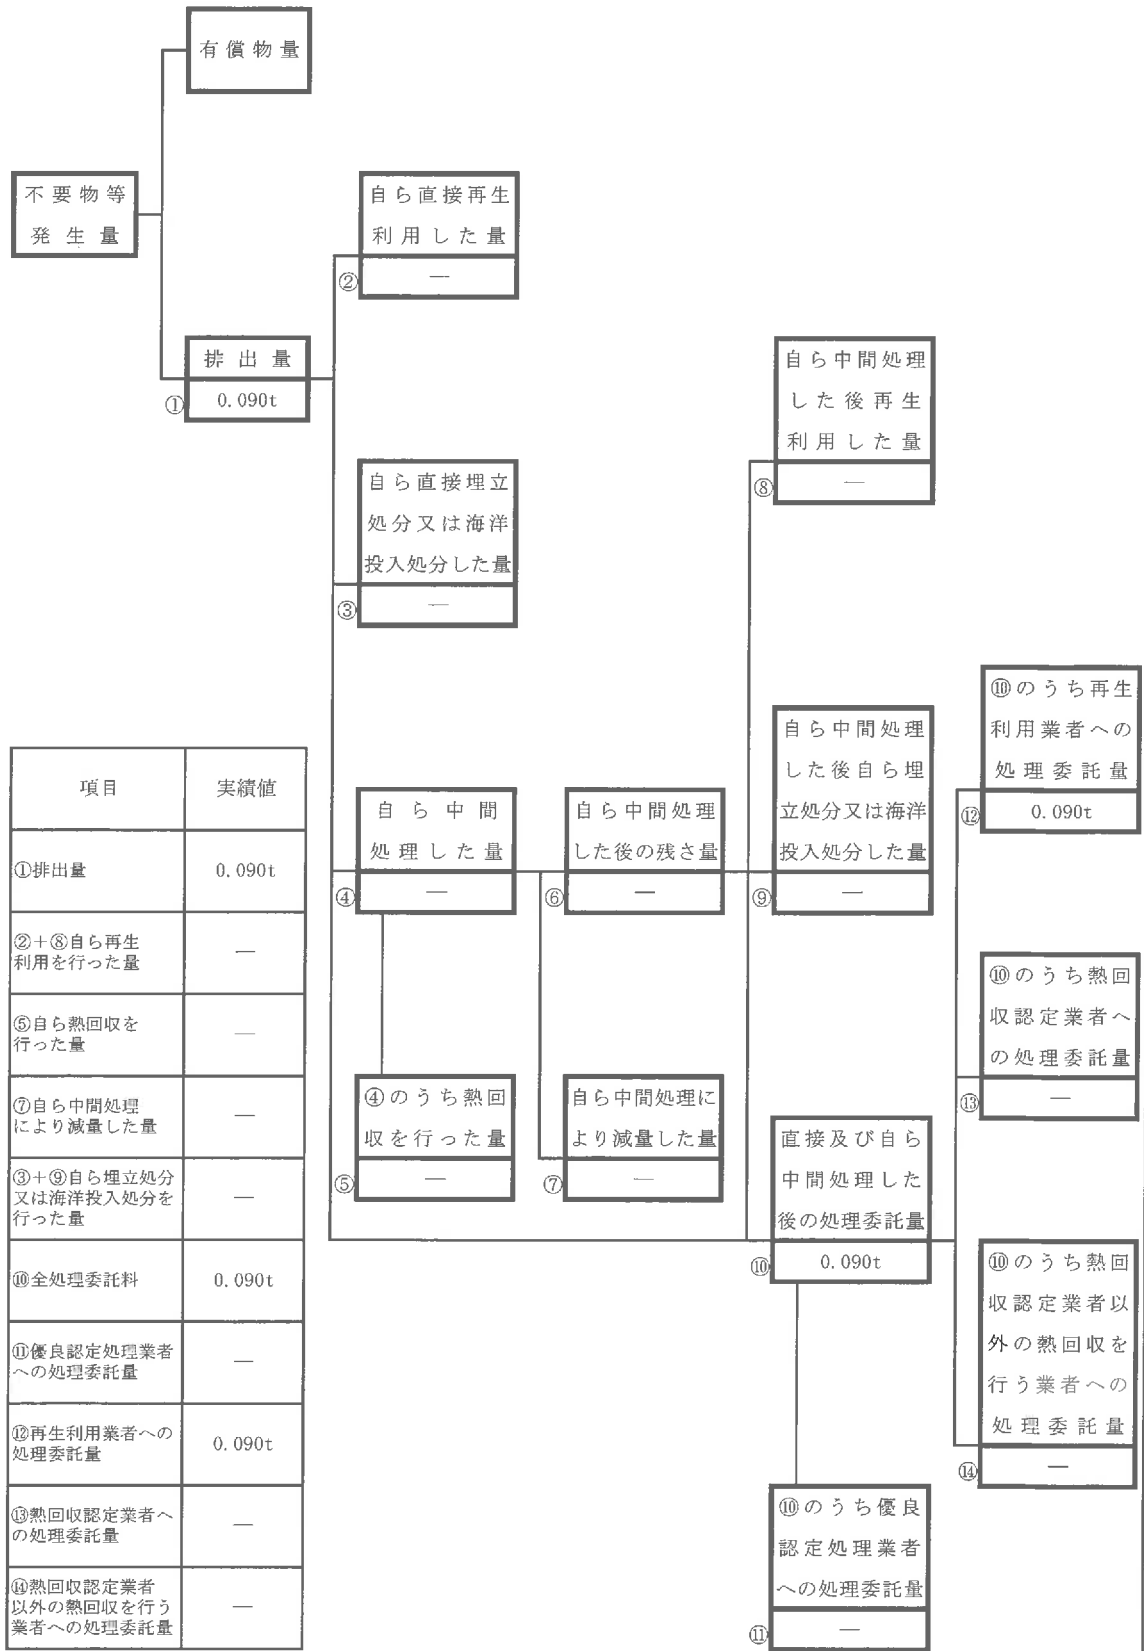 有償物量
不要物等
発生量
自ら直接再生
利用した量
②
―
排出量
①
0.090t
自ら中間処理
した後再生
利用した量
⑧
―
自ら直接埋立
処分又は海洋
投入処分した量
③
―
⑩のうち再生
利用業者への
処理委託量
⑫
0.090t
自ら中間処理
した後自ら埋
立処分又は海洋
投入処分した量
⑨
―
自ら中間
処理した量
④
―
自ら中間処理
した後の残さ量
⑥
―
⑩のうち熱回
収認定業者へ
の処理委託量
⑬
―
④のうち熱回
収を行った量
⑤
―
自ら中間処理に
より減量した量
⑦
―
直接及び自ら
中間処理した
後の処理委託量
⑩
0.090t
⑩のうち熱回
収認定業者以
外の熱回収を
行う業者への
処理委託量
⑭
―
⑩のうち優良
認定処理業者
への処理委託量
⑪
―
項目 実績値
①排出量 0.090t
②+⑧自ら再生
利用を行った量 ―
⑤自ら熱回収を
行った量 ―
⑦自ら中間処理
により減量した量 ―
③+⑨自ら埋立処分
又は海洋投入処分を
行った量 ―
⑩全処理委託料 0.090t
⑪優良認定処理業者
への処理委託量 ―
⑫再生利用業者への
処理委託量 0.090t
⑬熱回収認定業者へ
の処理委託量 ―
⑭熱回収認定業者
以外の熱回収を行う
業者への処理委託量 ―